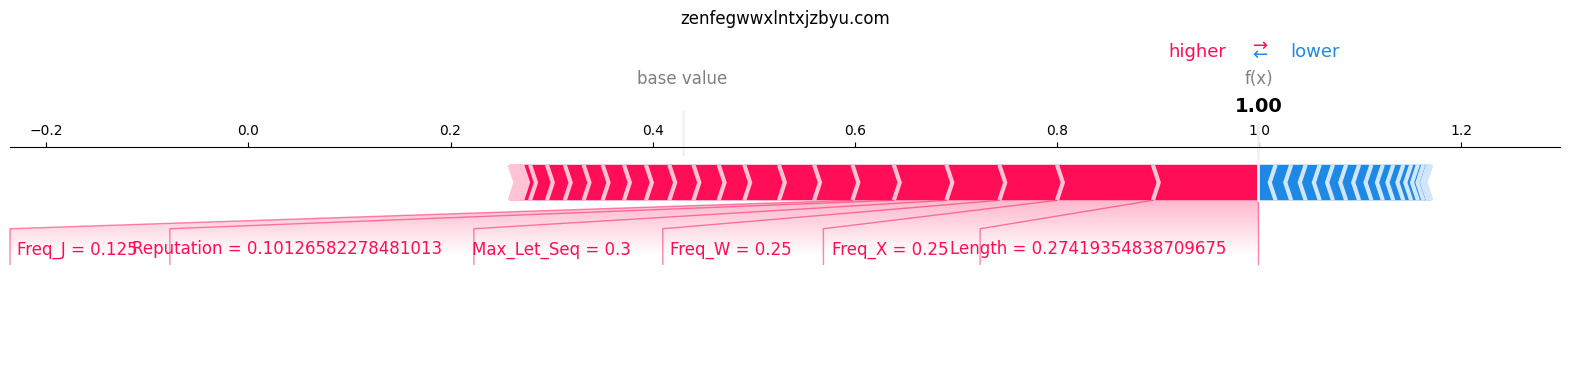 zenfegwwxlntxjzbyu.com
higher ⇄ lower
base value f(x)
1.00
−0.2 0.0 0.2 0.4 0.6 0.8 1.0 1.2
Freq_J = 0.125 Reputation = 0.10126582278481013 Max_Let_Seq = 0.3 Freq_W = 0.25 Freq_X = 0.25 Length = 0.27419354838709675